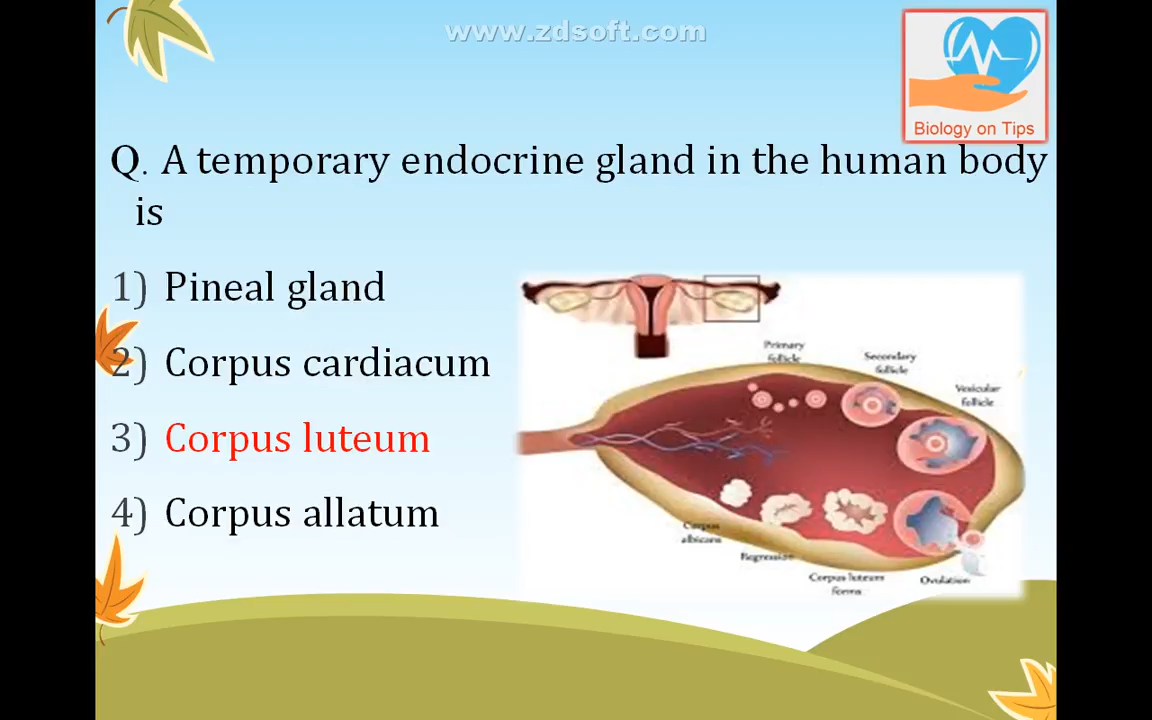 www.zdsoft.com
Biology on Tips
Q. A temporary endocrine gland in the human body
is
1) Pineal gland
2) Corpus cardiacum
3) Corpus luteum
4) Corpus allatum
Primary
follicle
Secondary
follicle
Vesicular
follicle
Corpus
albicans
Regression
Corpus luteum
forms
Ovulation